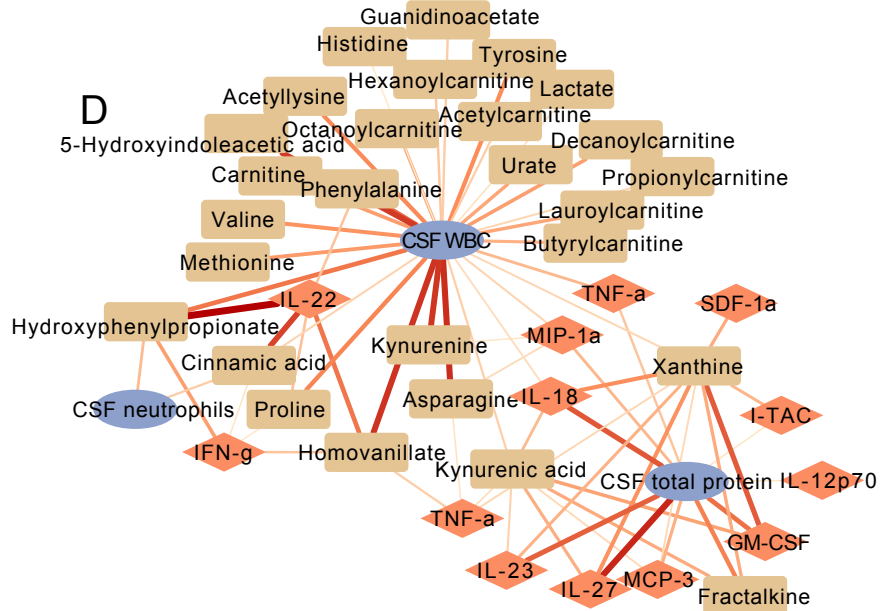 Guanidinoacetate
Histidine
Tyrosine
Hexanoylcarnitine
Lactate
D
Acetyllysine
Octanoylcarnitine
Acetylcarnitine
5-Hydroxyindoleacetic acid
Decanoylcarnitine
Carnitine
Phenylalanine
Urate
Propionylcarnitine
Valine
Lauroylcarnitine
CSF WBC
Butyrylcarnitine
Methionine
IL-22
TNF-a
SDF-1a
Hydroxyphenylpropionate
MIP-1a
Cinnamic acid
Kynurenine
Xanthine
CSF neutrophils
Proline
Asparagine
IL-18
I-TAC
IFN-g
Homovanillate
Kynurenic acid
CSF total protein
IL-12p70
TNF-a
GM-CSF
IL-23
IL-27
MCP-3
Fractalkine